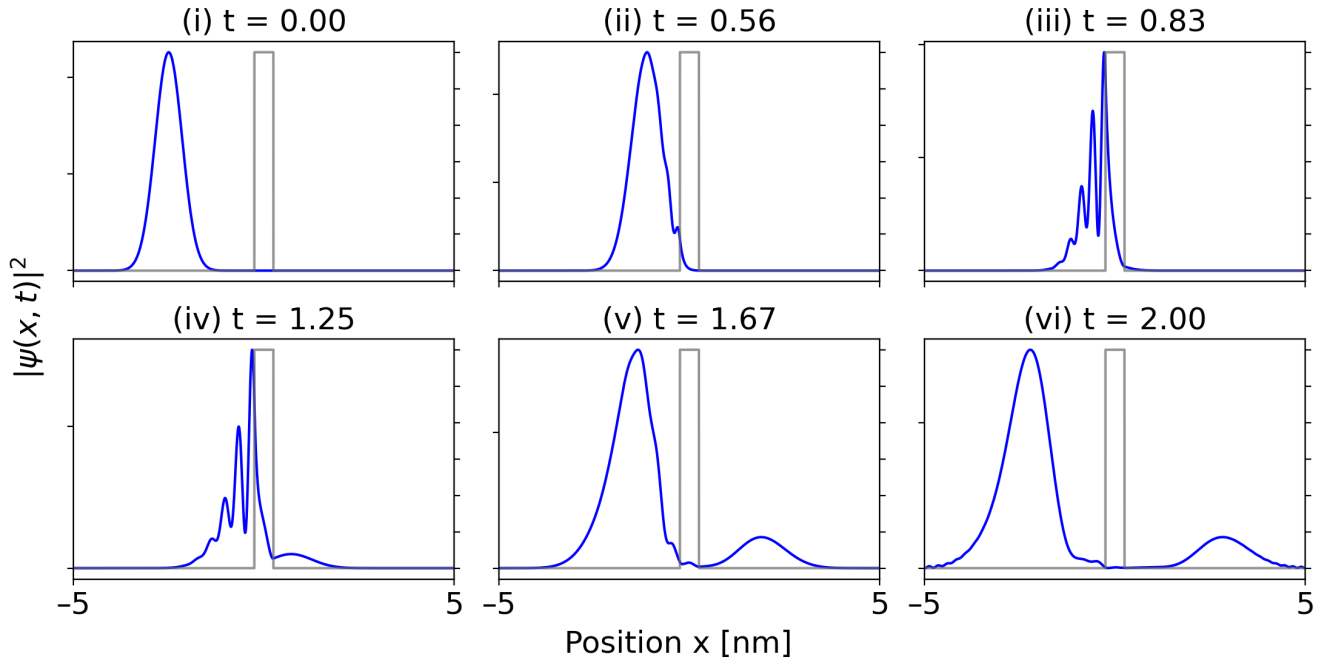 (i) t = 0.00
(ii) t = 0.56
(iii) t = 0.83
|ψ(x, t)|²
(iv) t = 1.25
(v) t = 1.67
(vi) t = 2.00
–5
5
–5
5
–5
5
Position x [nm]